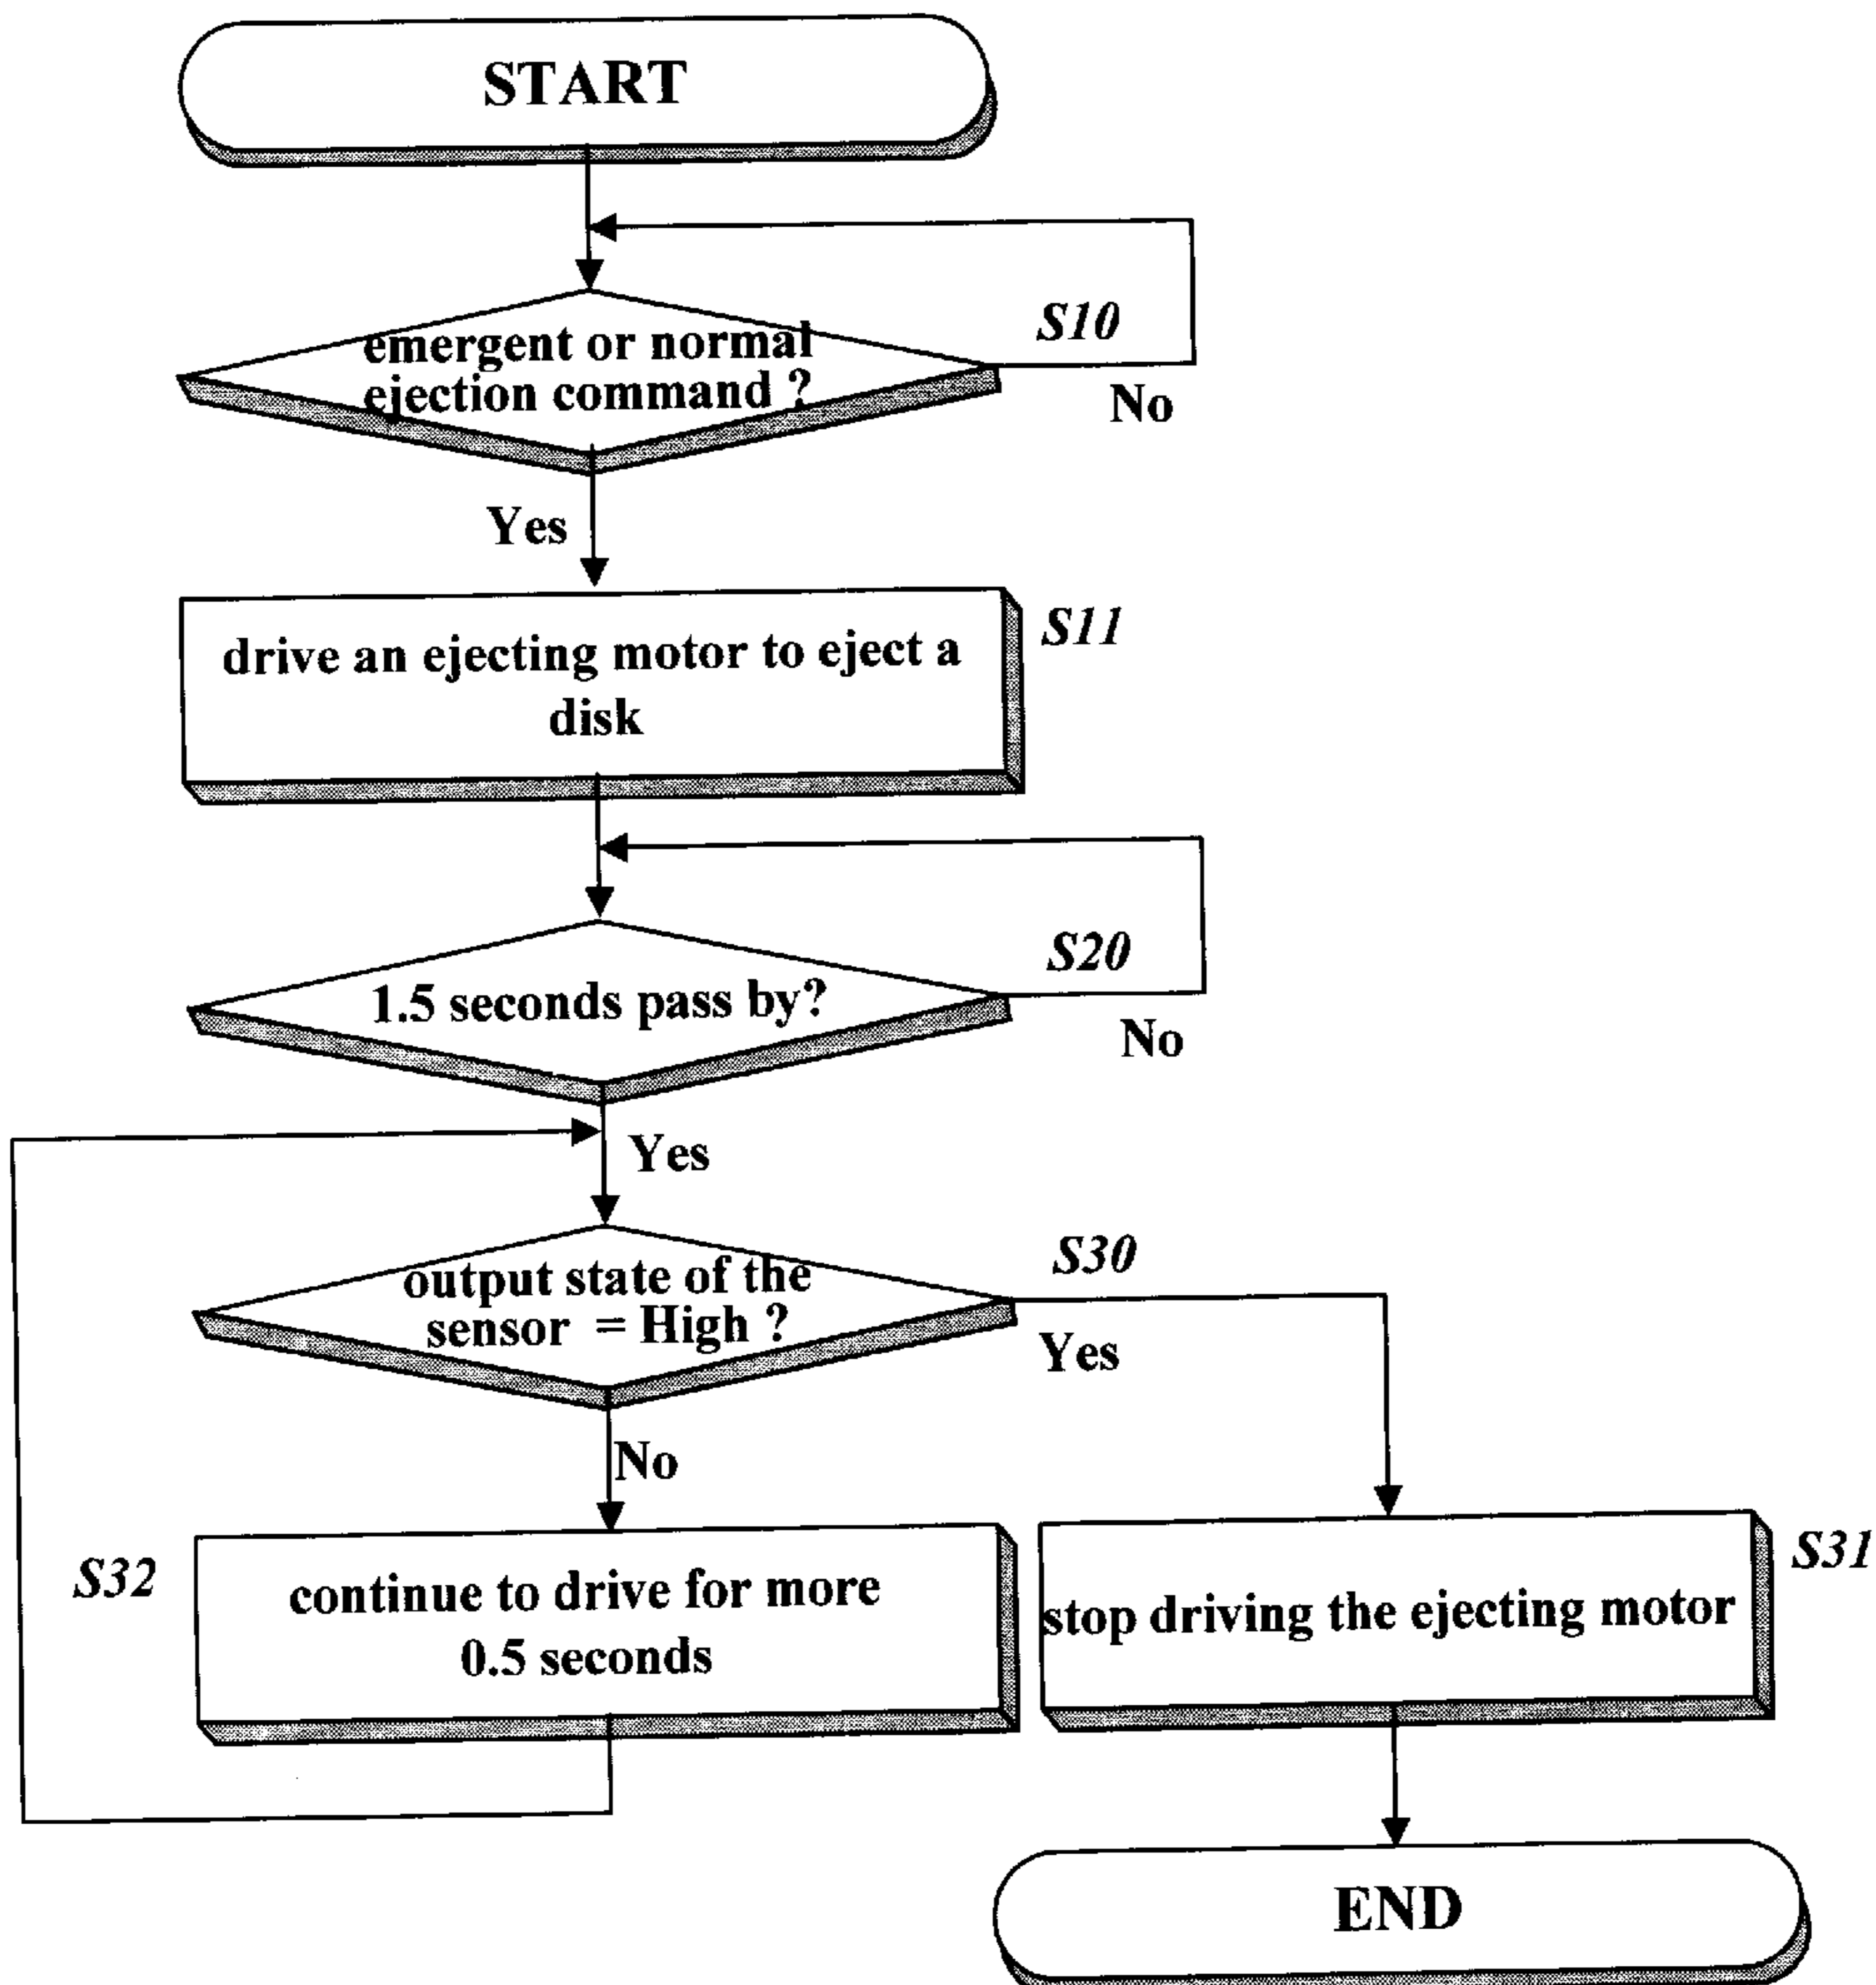 START
S10
emergent or normal
ejection command ?
No
Yes
S11
drive an ejecting motor to eject a
disk
S20
1.5 seconds pass by?
No
Yes
S30
output state of the
sensor = High ?
Yes
No
S32
continue to drive for more
0.5 seconds
S31
stop driving the ejecting motor
END